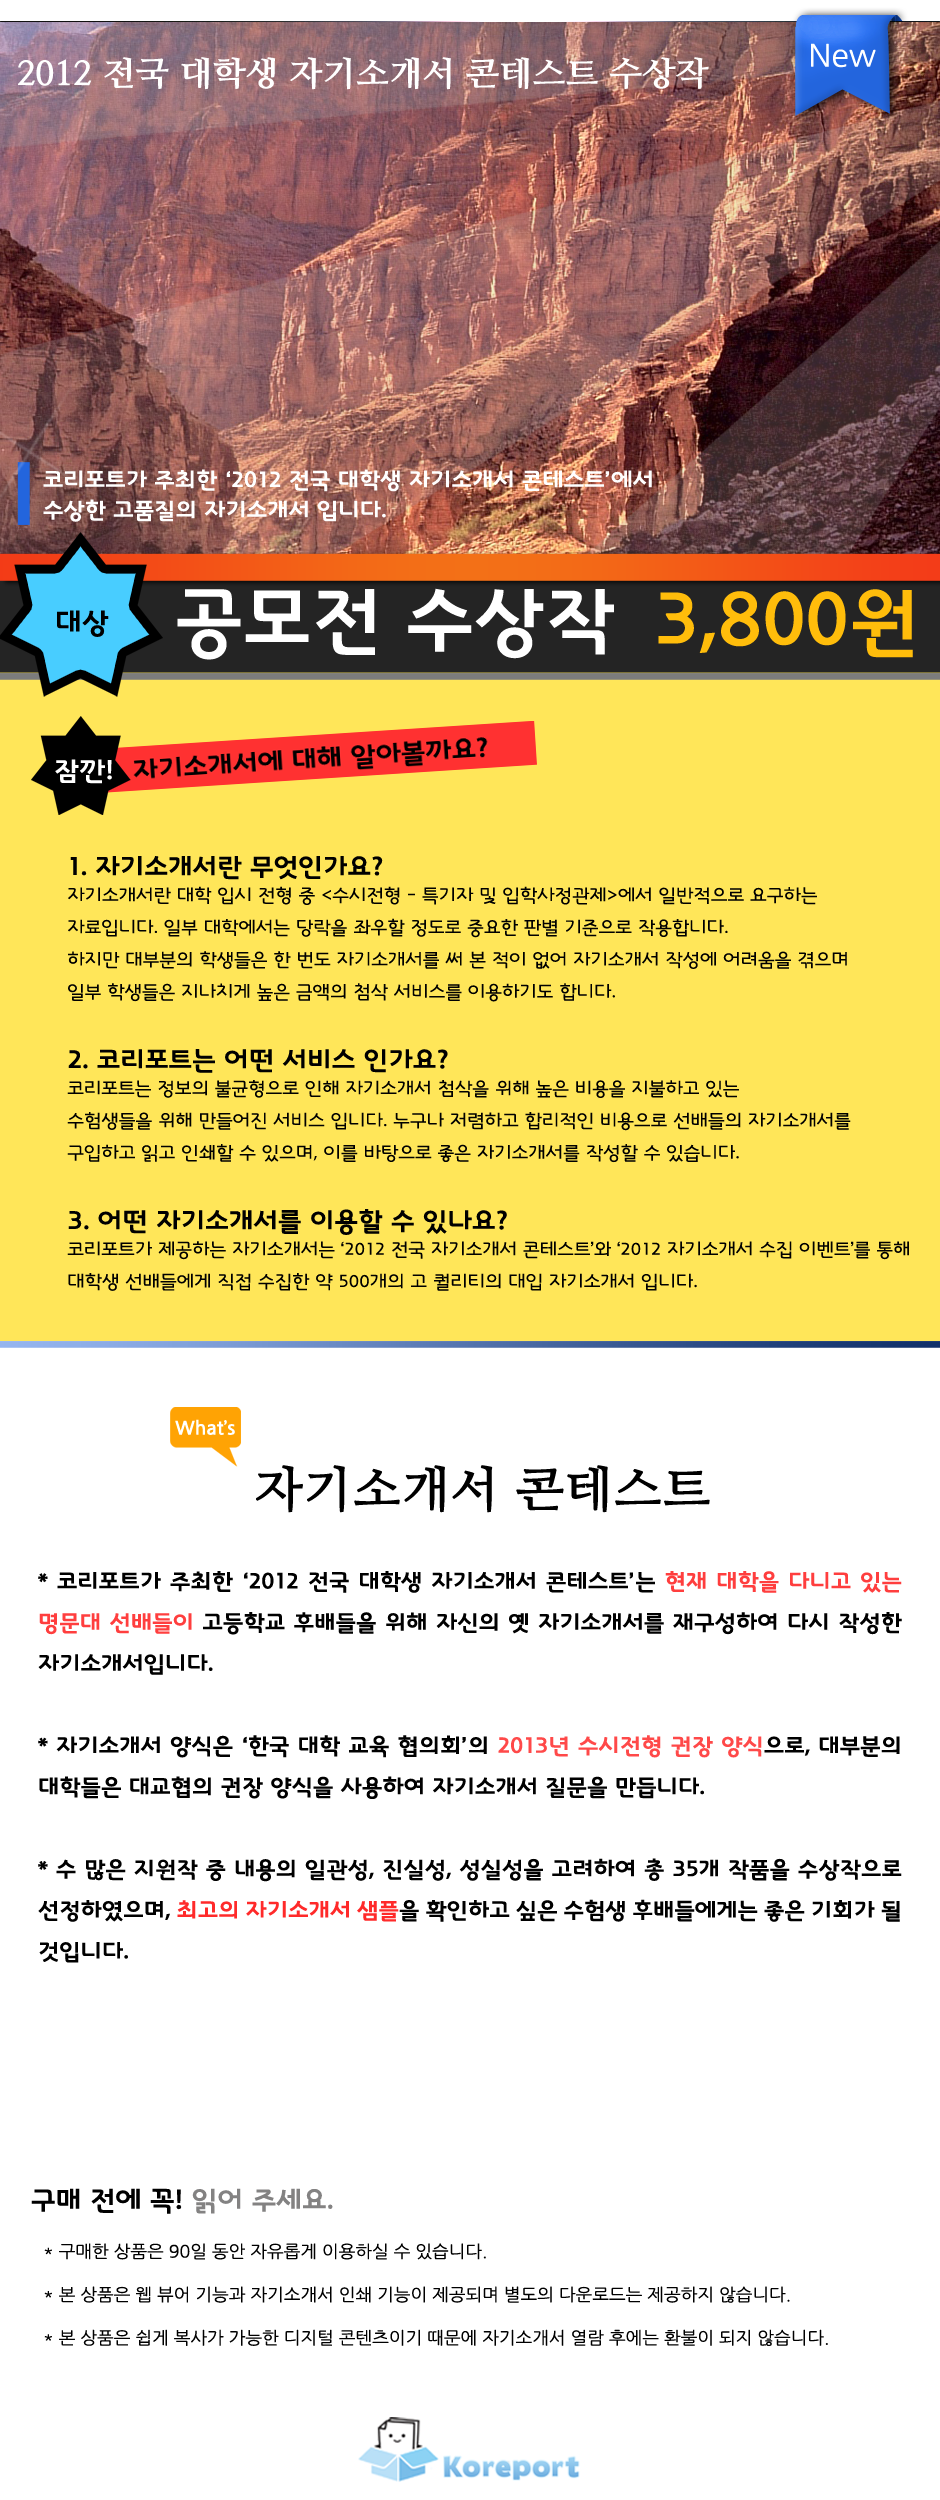 2012 전국 대학생 자기소개서 콘테스트 수상작
New
코리포트가 주최한 ‘2012 전국 대학생 자기소개서 콘테스트’에서
수상한 고품질의 자기소개서 입니다.
대상
공모전 수상작 3,800원
잠깐! 자기소개서에 대해 알아볼까요?
1. 자기소개서란 무엇인가요?
자기소개서란 대학 입시 전형 중 <수시전형 - 특기자 및 입학사정관제>에서 일반적으로 요구하는
자료입니다. 일부 대학에서는 당락을 좌우할 정도로 중요한 판별 기준으로 작용합니다.
하지만 대부분의 학생들은 한 번도 자기소개서를 써 본 적이 없어 자기소개서 작성에 어려움을 겪으며
일부 학생들은 지나치게 높은 금액의 첨삭 서비스를 이용하기도 합니다.
2. 코리포트는 어떤 서비스 인가요?
코리포트는 정보의 불균형으로 인해 자기소개서 첨삭을 위해 높은 비용을 지불하고 있는
수험생들을 위해 만들어진 서비스 입니다. 누구나 저렴하고 합리적인 비용으로 선배들의 자기소개서를
구입하고 읽고 인쇄할 수 있으며, 이를 바탕으로 좋은 자기소개서를 작성할 수 있습니다.
3. 어떤 자기소개서를 이용할 수 있나요?
코리포트가 제공하는 자기소개서는 ‘2012 전국 자기소개서 콘테스트’와 ‘2012 자기소개서 수집 이벤트’를 통해
대학생 선배들에게 직접 수집한 약 500개의 고 퀄리티의 대입 자기소개서 입니다.
What's
자기소개서 콘테스트
* 코리포트가 주최한 ‘2012 전국 대학생 자기소개서 콘테스트’는 현재 대학을 다니고 있는
명문대 선배들이 고등학교 후배들을 위해 자신의 옛 자기소개서를 재구성하여 다시 작성한
자기소개서입니다.
* 자기소개서 양식은 ‘한국 대학 교육 협의회’의 2013년 수시전형 권장 양식으로, 대부분의
대학들은 대교협의 권장 양식을 사용하여 자기소개서 질문을 만듭니다.
* 수 많은 지원작 중 내용의 일관성, 진실성, 성실성을 고려하여 총 35개 작품을 수상작으로
선정하였으며, 최고의 자기소개서 샘플을 확인하고 싶은 수험생 후배들에게는 좋은 기회가 될
것입니다.
구매 전에 꼭! 읽어 주세요.
* 구매한 상품은 90일 동안 자유롭게 이용하실 수 있습니다.
* 본 상품은 웹 뷰어 기능과 자기소개서 인쇄 기능이 제공되며 별도의 다운로드는 제공하지 않습니다.
* 본 상품은 쉽게 복사가 가능한 디지털 콘텐츠이기 때문에 자기소개서 열람 후에는 환불이 되지 않습니다.
Koreport